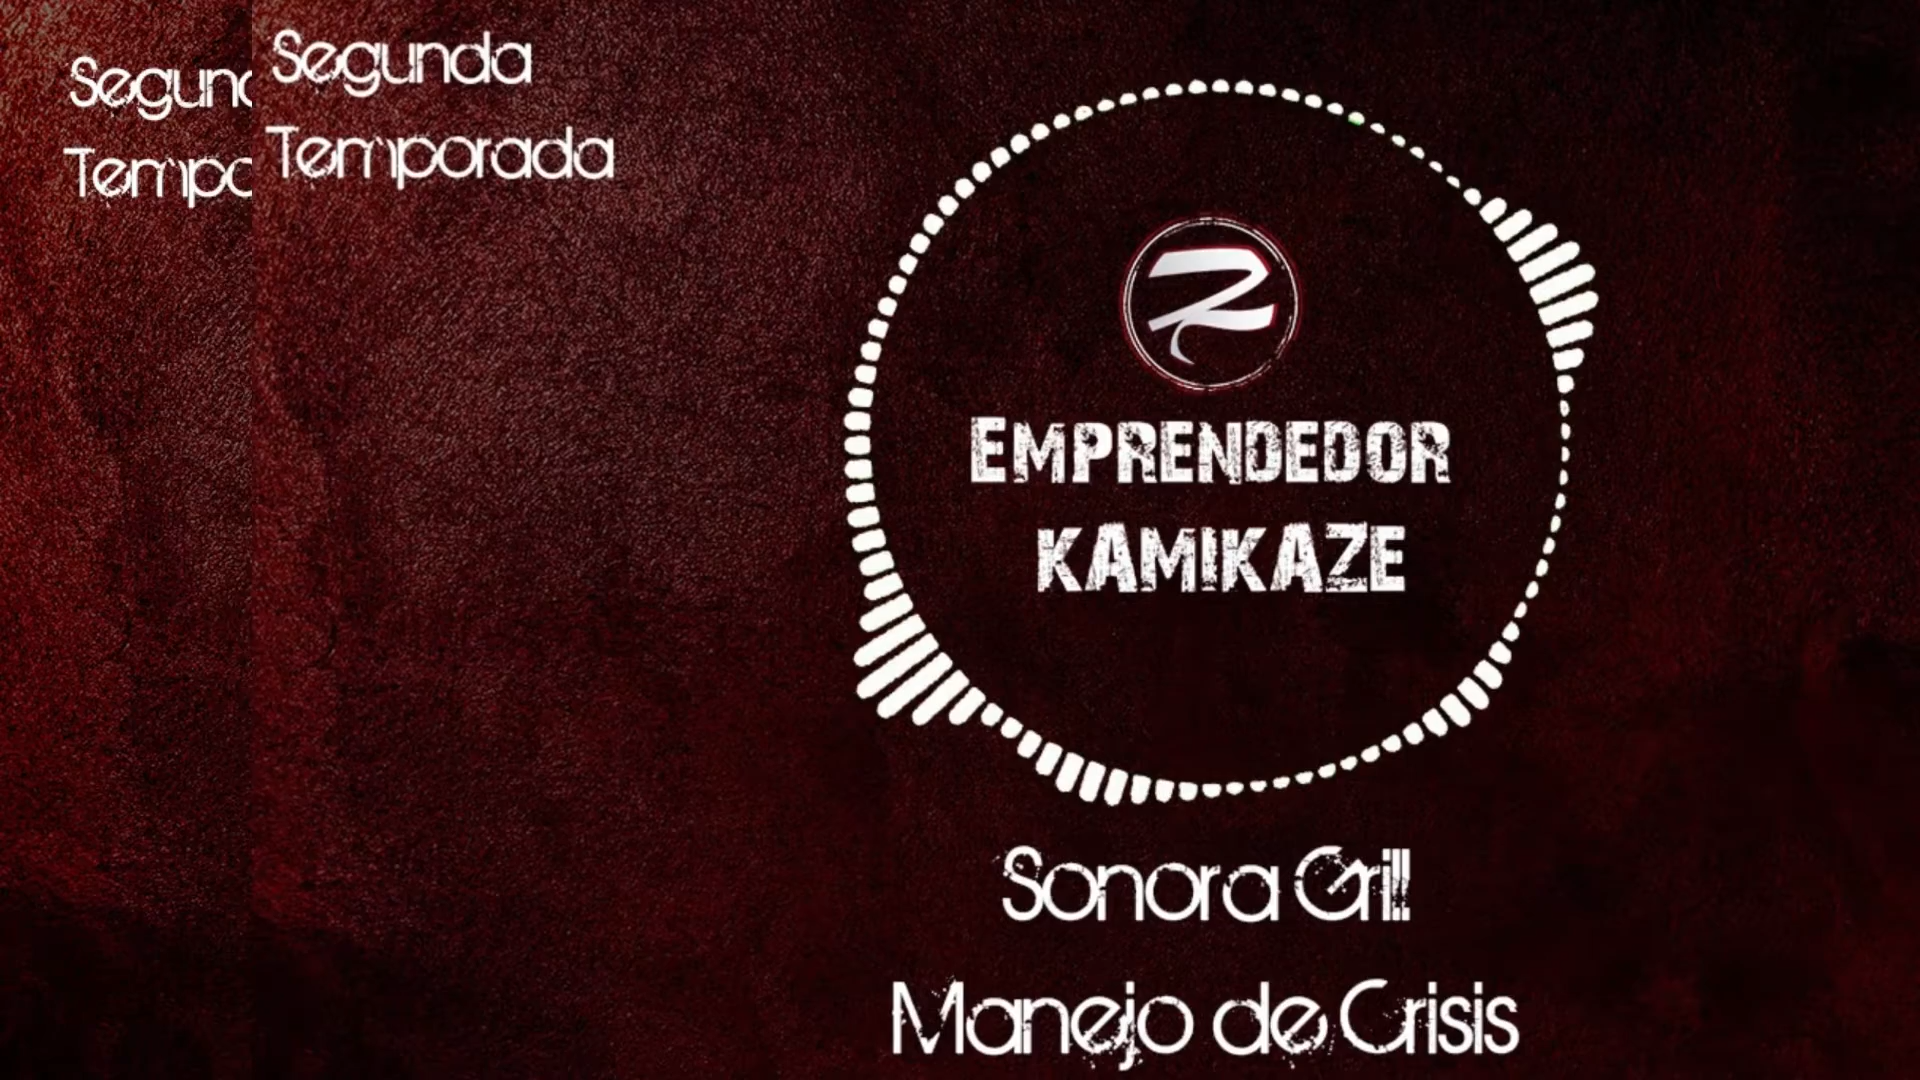 Segunda
Temporada
EMPRENDEDOR
KAMIKAZE
Sonora Grill
Manejo de Crisis